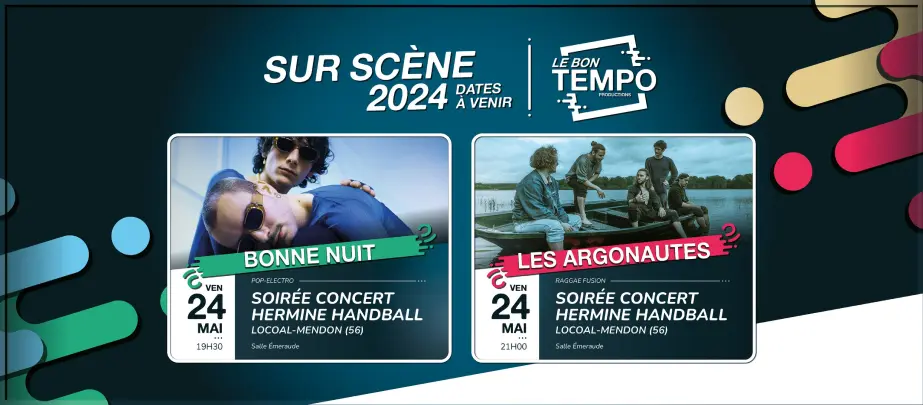 SUR SCÈNE
2024 DATES
À VENIR
LE BON
TEMPO
PRODUCTIONS
BONNE NUIT
POP-ELECTRO
VEN
24
MAI
19H30
SOIRÉE CONCERT
HERMINE HANDBALL
LOCOAL-MENDON (56)
Salle Émeraude
LES ARGONAUTES
RAGGAE FUSION
VEN
24
MAI
21H00
SOIRÉE CONCERT
HERMINE HANDBALL
LOCOAL-MENDON (56)
Salle Émeraude